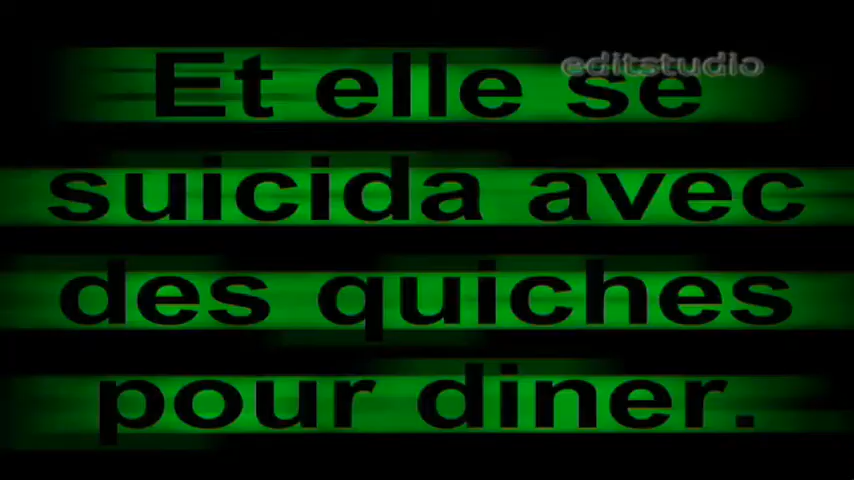 editstudio
Et elle se
suicida avec
des quiches
pour diner.